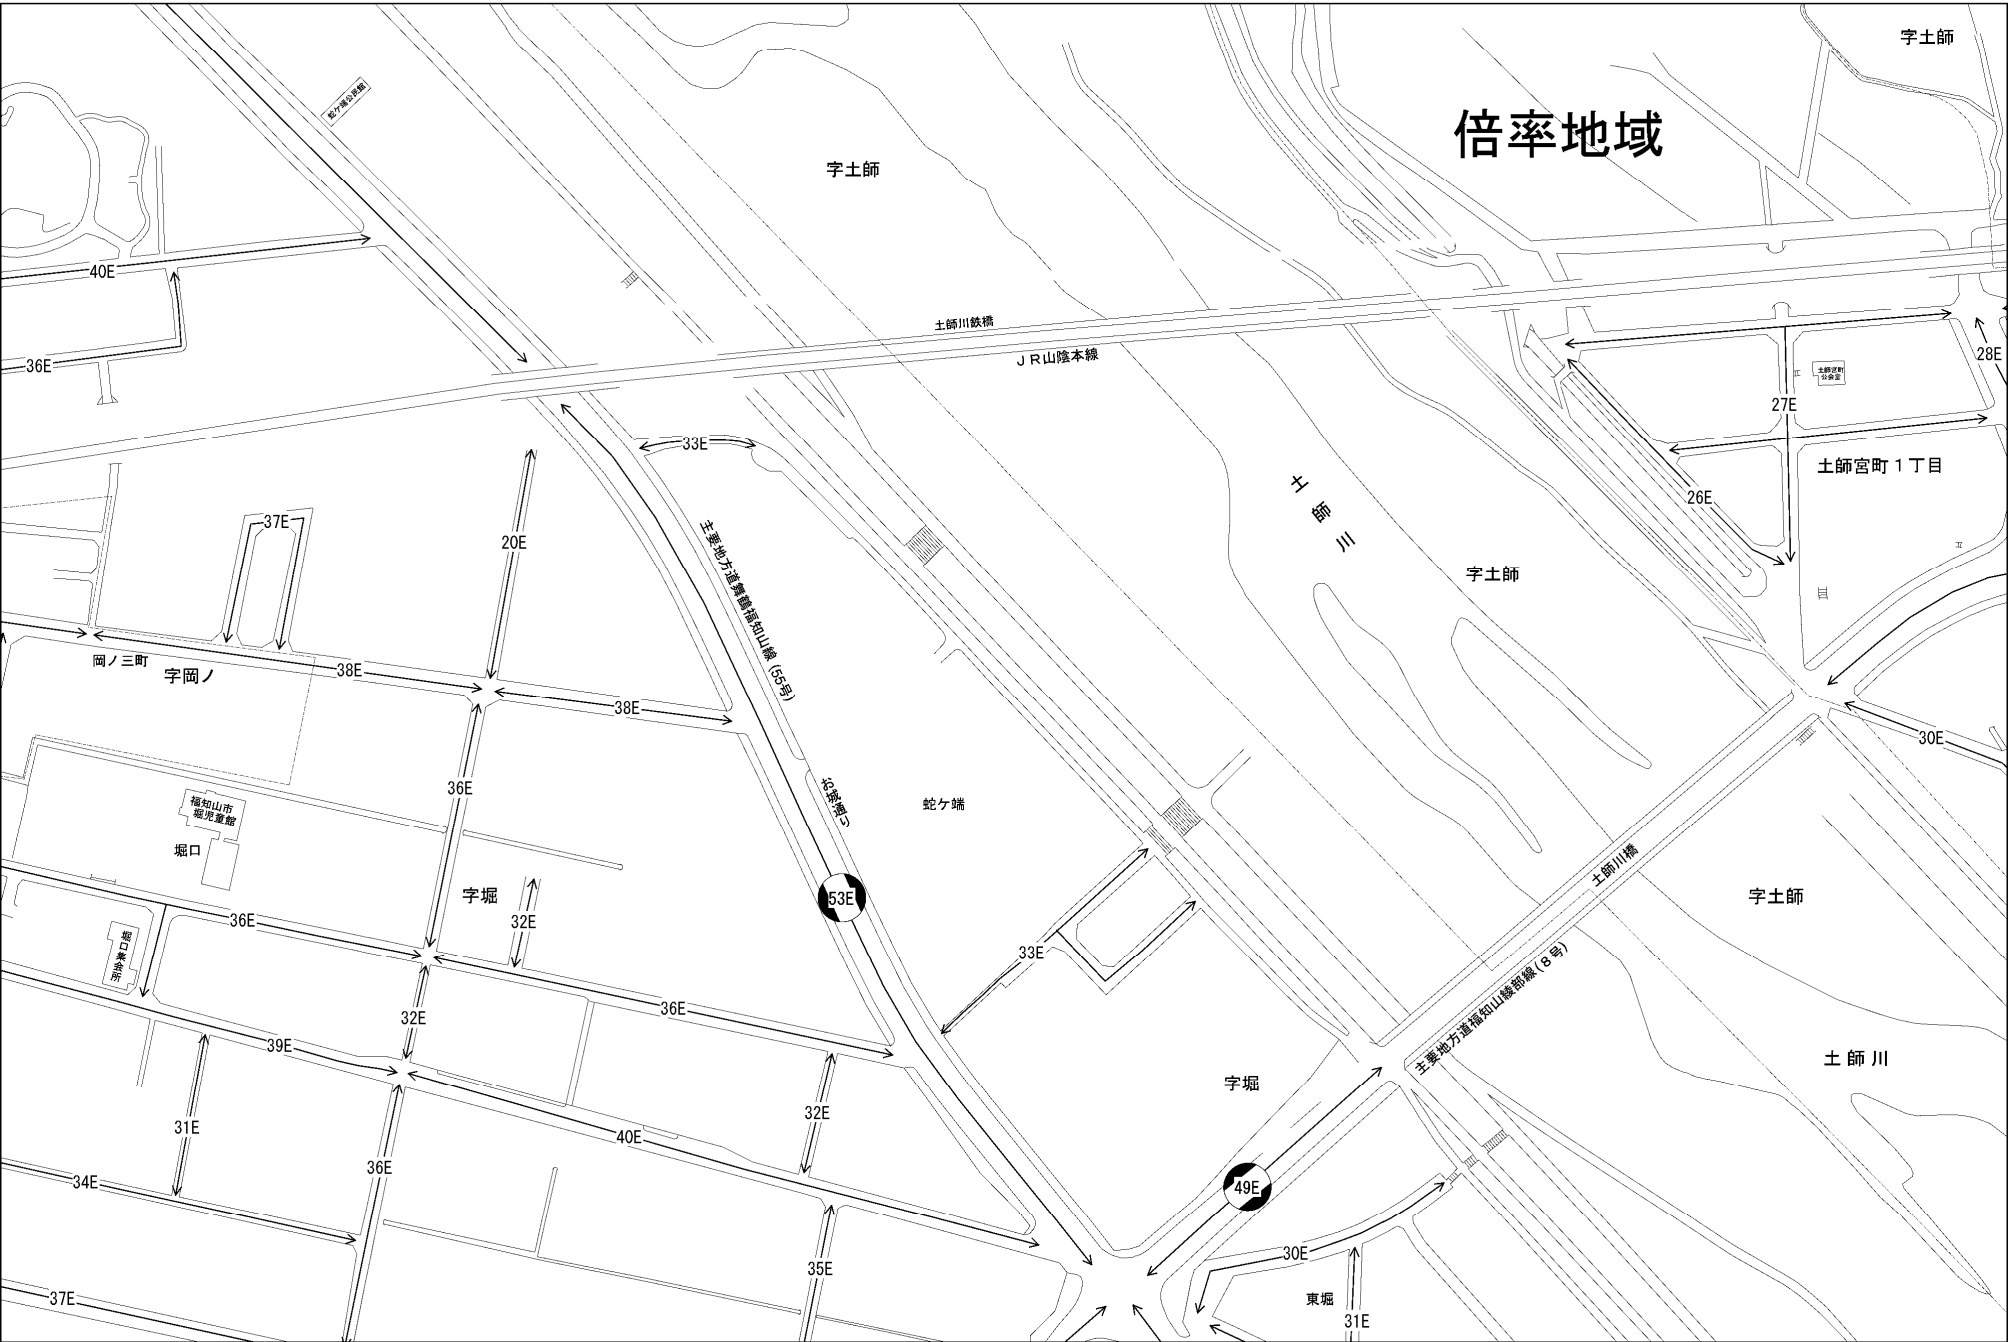 字土師
蛇ケ端公民館
倍率地域
字土師
40E
土師川鉄橋
JR山陰本線
36E
28E
土師宮町
公会堂
27E
33E
土師宮町1丁目
土師川
26E
37E
20E
主要地方道舞鶴福知山線(55号)
字土師
岡ノ三町
字岡ノ
38E
38E
30E
36E
お城通り
福知山市
堀児童館
蛇ケ端
堀口
土師川橋
字堀
53E
字土師
36E
32E
堀口集会所
33E
主要地方道福知山綾部線(8号)
36E
32E
39E
土師川
字堀
32E
31E
40E
36E
34E
49E
30E
35E
37E
東堀
31E